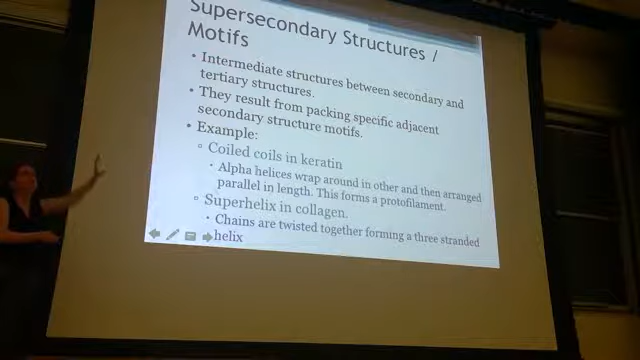 Supersecondary Structures /
Motifs
• Intermediate structures between secondary and
tertiary structures.
• They result from packing specific adjacent
secondary structure motifs.
• Example:
▫ Coiled coils in keratin
• Alpha helices wrap around in other and then arranged
parallel in length. This forms a protofilament.
▫ Superhelix in collagen.
• Chains are twisted together forming a three stranded
helix